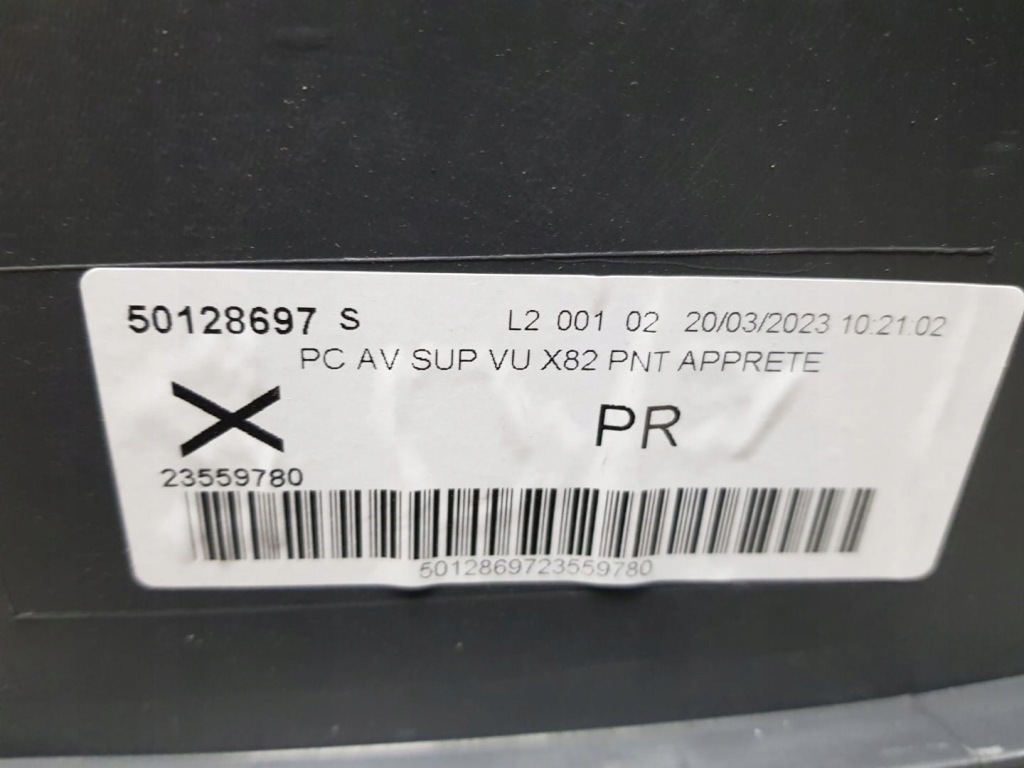 50128697 S L2 001 02 20/03/2023 10:21:02
PC AV SUP VU X82 PNT APPRETE
X PR
23559780
5012869723559780